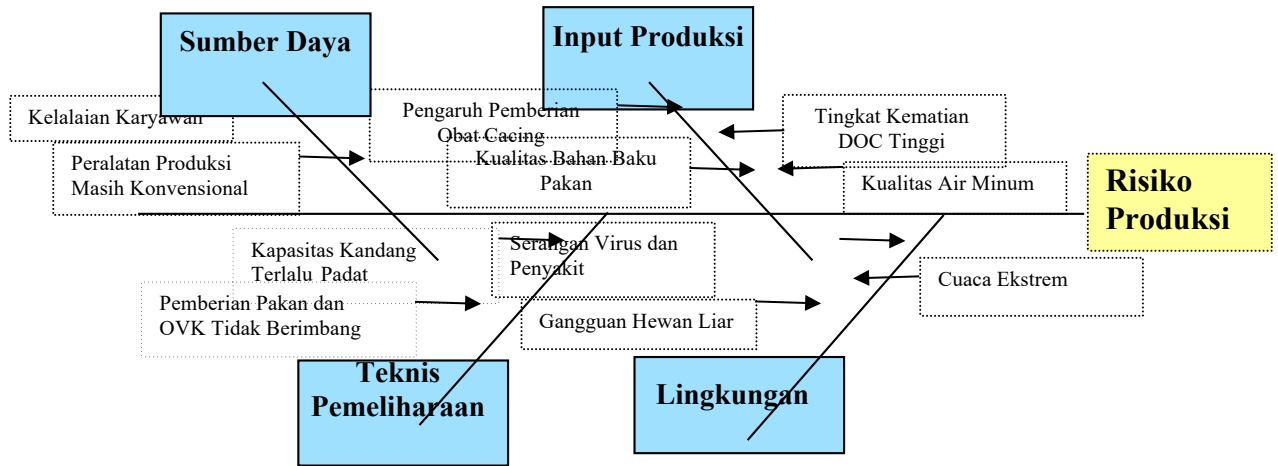 Sumber Daya
Input Produksi
Kelalaian Karyawan
Pengaruh Pemberian
Obat Cacing
Tingkat Kematian
DOC Tinggi
Peralatan Produksi
Masih Konvensional
Kualitas Bahan Baku
Pakan
Kualitas Air Minum
Risiko
Produksi
Kapasitas Kandang
Terlalu Padat
Serangan Virus dan
Penyakit
Cuaca Ekstrem
Pemberian Pakan dan
OVK Tidak Berimbang
Gangguan Hewan Liar
Teknis
Pemeliharaan
Lingkungan